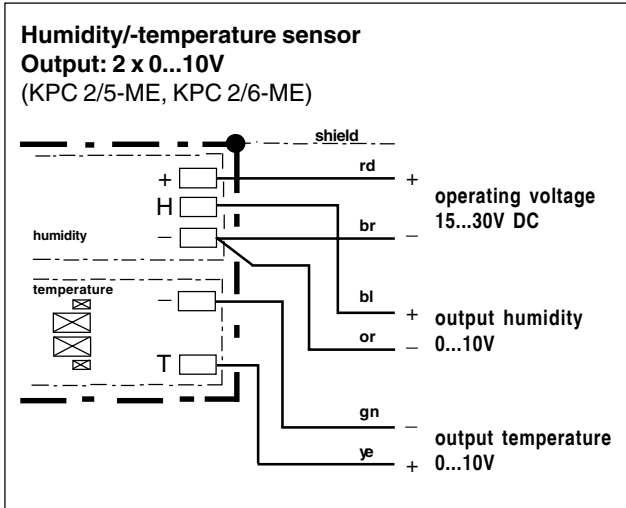 Humidity/-temperature sensor
Output: 2 x 0...10V
(KPC 2/5-ME, KPC 2/6-ME)
shield
rd
+ +
operating voltage
15...30V DC
H
br
humidity
– –
temperature
–
bl
+
output humidity
or
–
0...10V
T
gn
–
output temperature
ye
+
0...10V